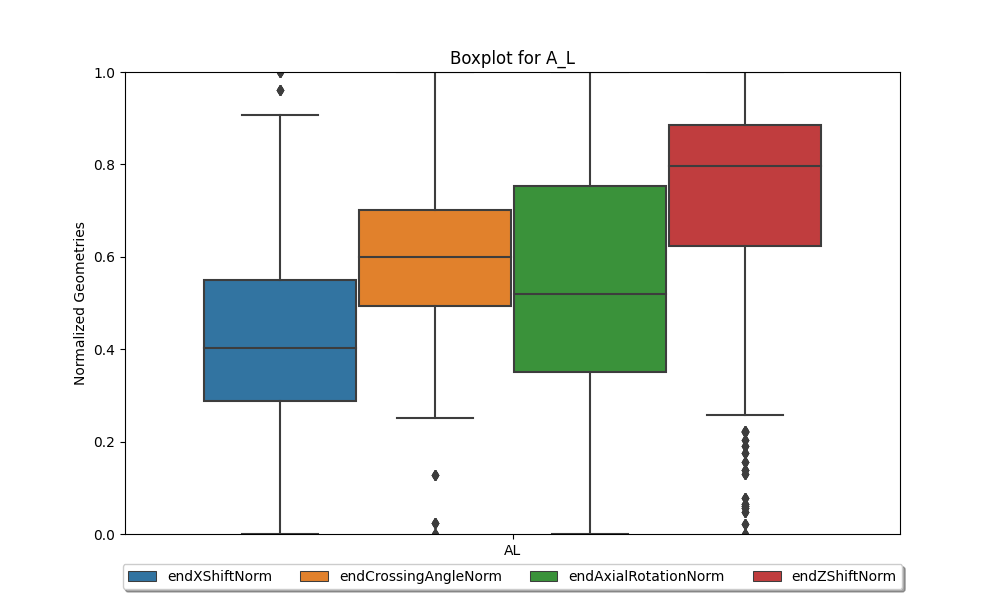 Boxplot for A_L
1.0
0.8
0.6
0.4
0.2
0.0
Normalized Geometries
AL
endXShiftNorm endCrossingAngleNorm endAxialRotationNorm endZShiftNorm